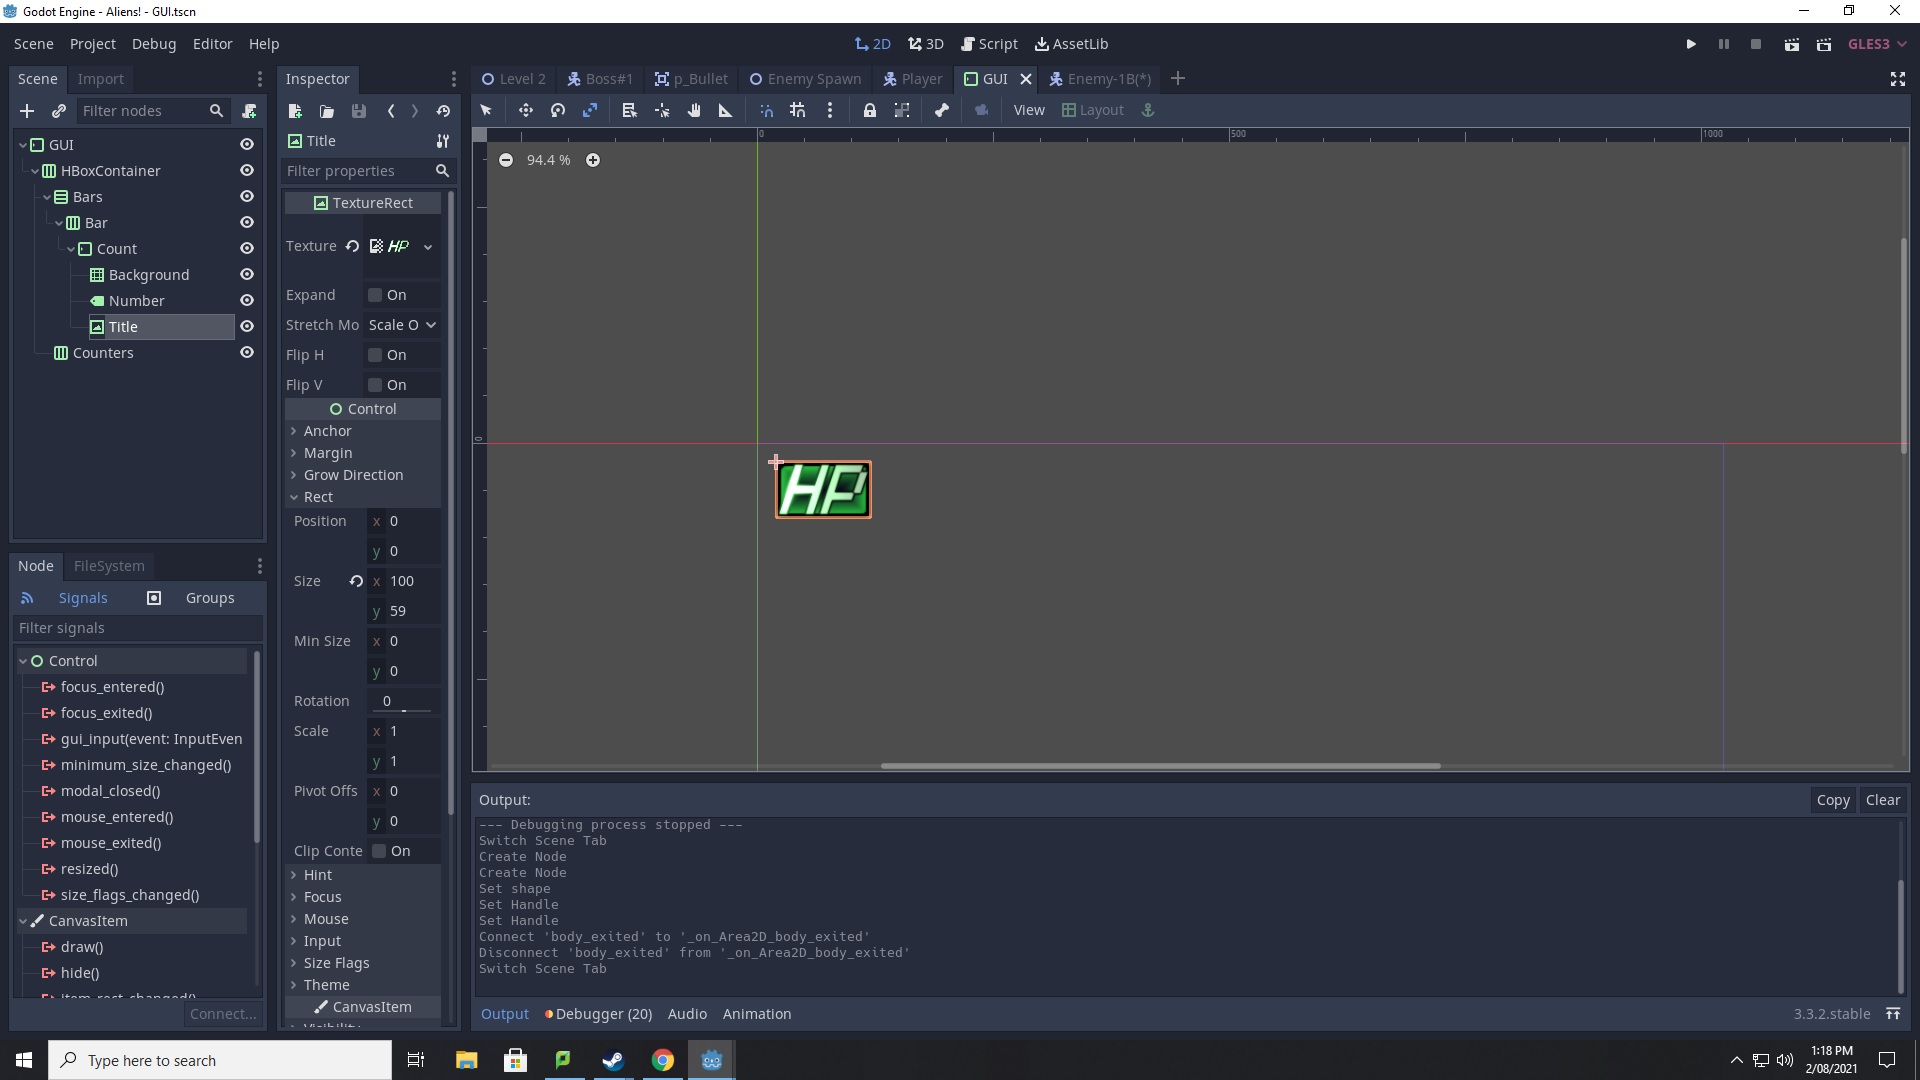 Godot Engine - Aliens! - GUI.tscn
Scene Project Debug Editor Help
2D 3D Script AssetLib
GLES3
Scene Import
Filter nodes
GUI
HBoxContainer
Bars
Bar
Count
Background
Number
Title
Counters
Node FileSystem
Signals Groups
Filter signals
Control
focus_entered()
focus_exited()
gui_input(event: InputEven
minimum_size_changed()
modal_closed()
mouse_entered()
mouse_exited()
resized()
size_flags_changed()
CanvasItem
draw()
hide()
item_rect_changed()
Connect...
Inspector
Title
Filter properties
TextureRect
Texture HP
Expand On
Stretch Mo Scale O
Flip H On
Flip V On
Control
Anchor
Margin
Grow Direction
Rect
Position x 0
y 0
Size x 100
y 59
Min Size x 0
y 0
Rotation 0
Scale x 1
y 1
Pivot Offs x 0
y 0
Clip Conte On
Hint
Focus
Mouse
Input
Size Flags
Theme
CanvasItem
Visibility
Level 2 Boss#1 p_Bullet Enemy Spawn Player GUI Enemy-1B(*)
View Layout
0 500 1000
94.4 %
0
HP
Output:
Copy Clear
--- Debugging process stopped ---
Switch Scene Tab
Create Node
Create Node
Set shape
Set Handle
Set Handle
Connect 'body_exited' to '_on_Area2D_body_exited'
Disconnect 'body_exited' from '_on_Area2D_body_exited'
Switch Scene Tab
Output Debugger (20) Audio Animation
3.3.2.stable
Type here to search
1:18 PM
2/08/2021